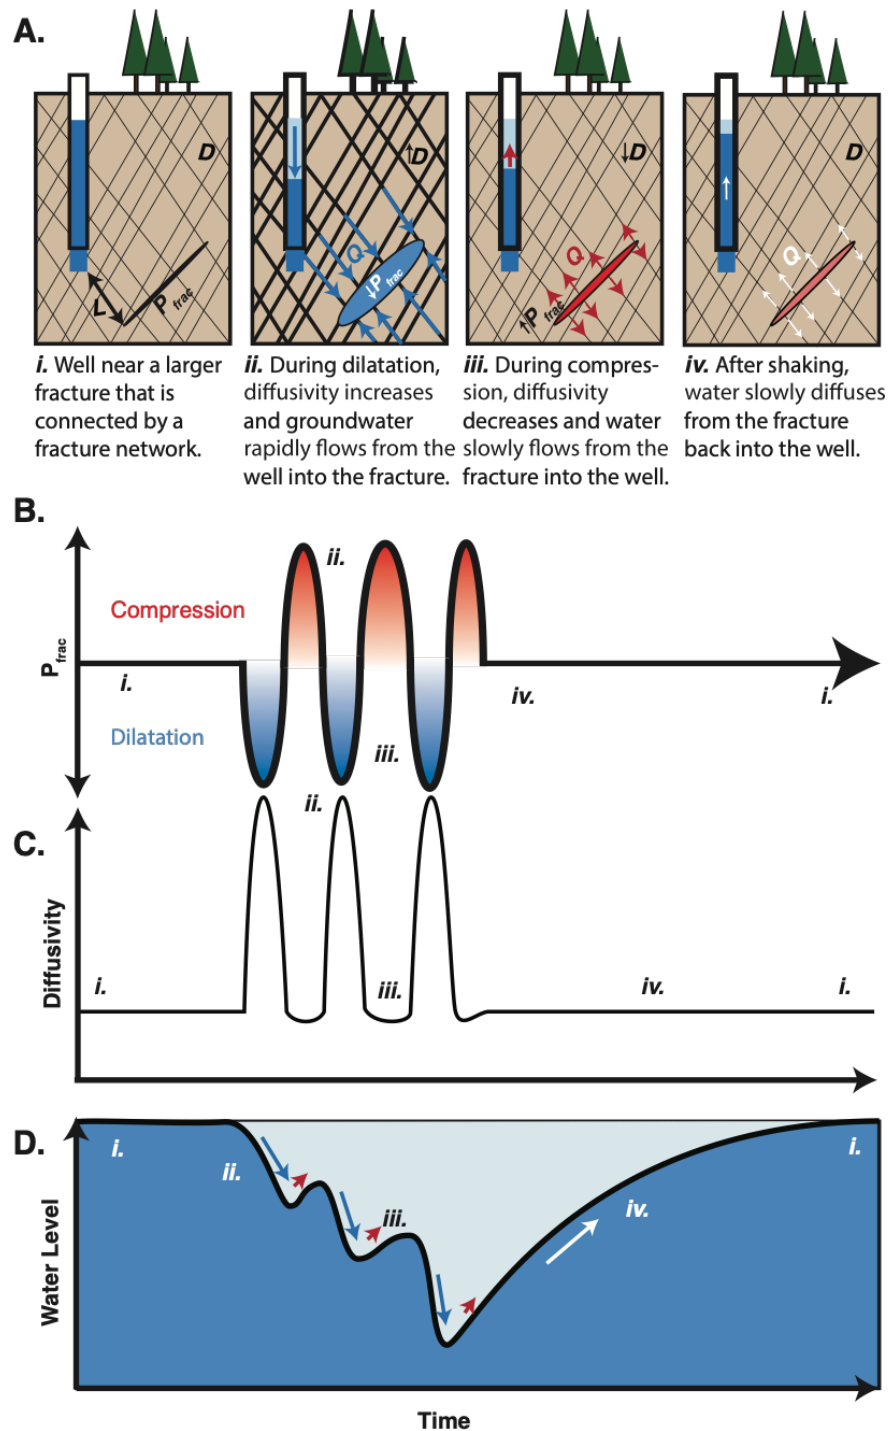 A.
D
L
P frac
i. Well near a larger
fracture that is
connected by a
fracture network.
↑D
Q
↓P frac
ii. During dilatation,
diffusivity increases
and groundwater
rapidly flows from the
well into the fracture.
↓D
Q
↑P frac
iii. During compres-
sion, diffusivity
decreases and water
slowly flows from the
fracture into the well.
D
Q
iv. After shaking,
water slowly diffuses
from the fracture
back into the well.
B.
P frac
Compression
Dilatation
i.
ii.
iii.
iv.
i.
C.
Diffusivity
i.
ii.
iii.
iv.
i.
D.
Water Level
i.
ii.
iii.
iv.
i.
Time